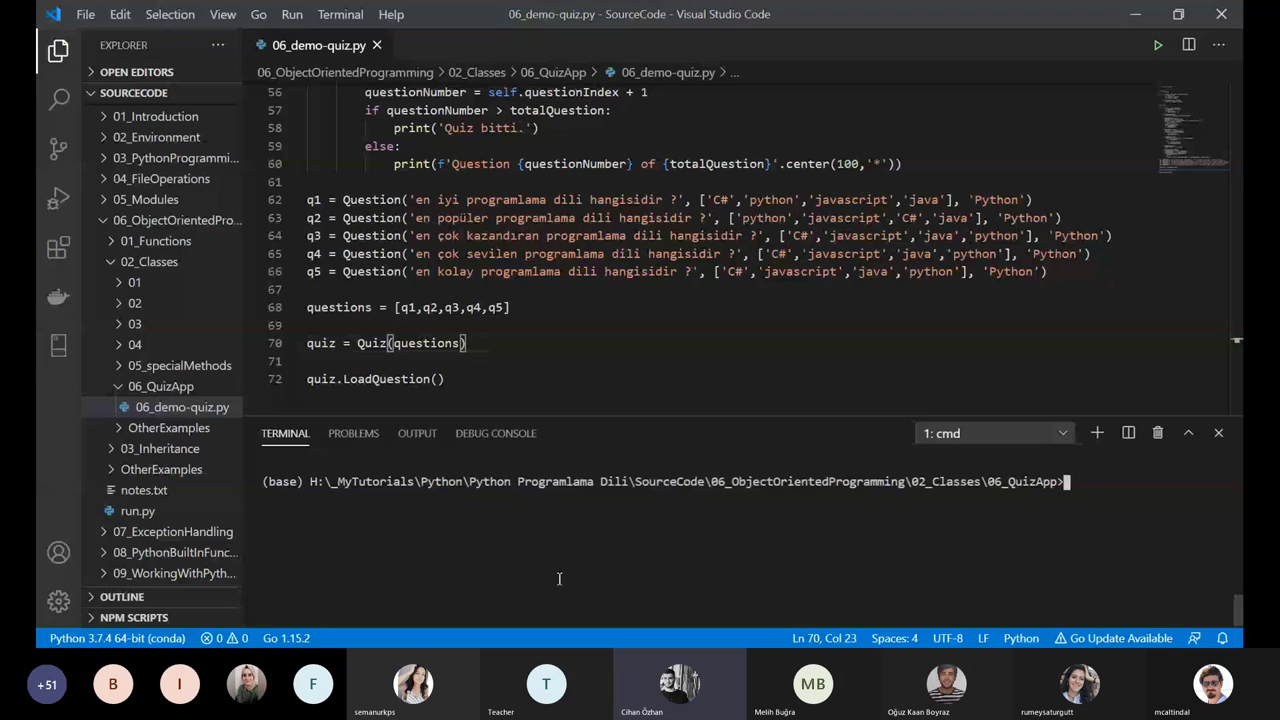 File Edit Selection View Go Run Terminal Help 06_demo-quiz.py - SourceCode - Visual Studio Code
EXPLORER
06_demo-quiz.py
OPEN EDITORS
06_ObjectOrientedProgramming > 02_Classes > 06_QuizApp > 06_demo-quiz.py > ...
SOURCECODE
01_Introduction
02_Environment
03_PythonProgrammi...
04_FileOperations
05_Modules
06_ObjectOrientedPro...
01_Functions
02_Classes
01
02
03
04
05_specialMethods
06_QuizApp
06_demo-quiz.py
OtherExamples
03_Inheritance
OtherExamples
notes.txt
run.py
07_ExceptionHandling
08_PythonBuiltInFunc...
09_WorkingWithPyth...
OUTLINE
NPM SCRIPTS
56 questionNumber = self.questionIndex + 1
57 if questionNumber > totalQuestion:
58 print('Quiz bitti.')
59 else:
60 print(f'Question {questionNumber} of {totalQuestion}'.center(100,'*'))
61
62 q1 = Question('en iyi programlama dili hangisidir ?', ['C#','python','javascript','java'], 'Python')
63 q2 = Question('en popüler programlama dili hangisidir ?', ['python','javascript','C#','java'], 'Python')
64 q3 = Question('en çok kazandıran programlama dili hangisidir ?', ['C#','javascript','java','python'], 'Python')
65 q4 = Question('en çok sevilen programlama dili hangisidir ?', ['C#','javascript','java','python'], 'Python')
66 q5 = Question('en kolay programlama dili hangisidir ?', ['C#','javascript','java','python'], 'Python')
67
68 questions = [q1,q2,q3,q4,q5]
69
70 quiz = Quiz(questions)
71
72 quiz.LoadQuestion()
TERMINAL PROBLEMS OUTPUT DEBUG CONSOLE 1: cmd
(base) H:\_MyTutorials\Python\Python Programlama Dili\SourceCode\06_ObjectOrientedProgramming\02_Classes\06_QuizApp>
Python 3.7.4 64-bit (conda) 0 0 Go 1.15.2 Ln 70, Col 23 Spaces: 4 UTF-8 LF Python Go Update Available
+51 B I F T MB
semanurkps Teacher Cihan Özhan Melih Buğra Oğuz Kaan Boyraz rumeysaturgutt mcaltindal